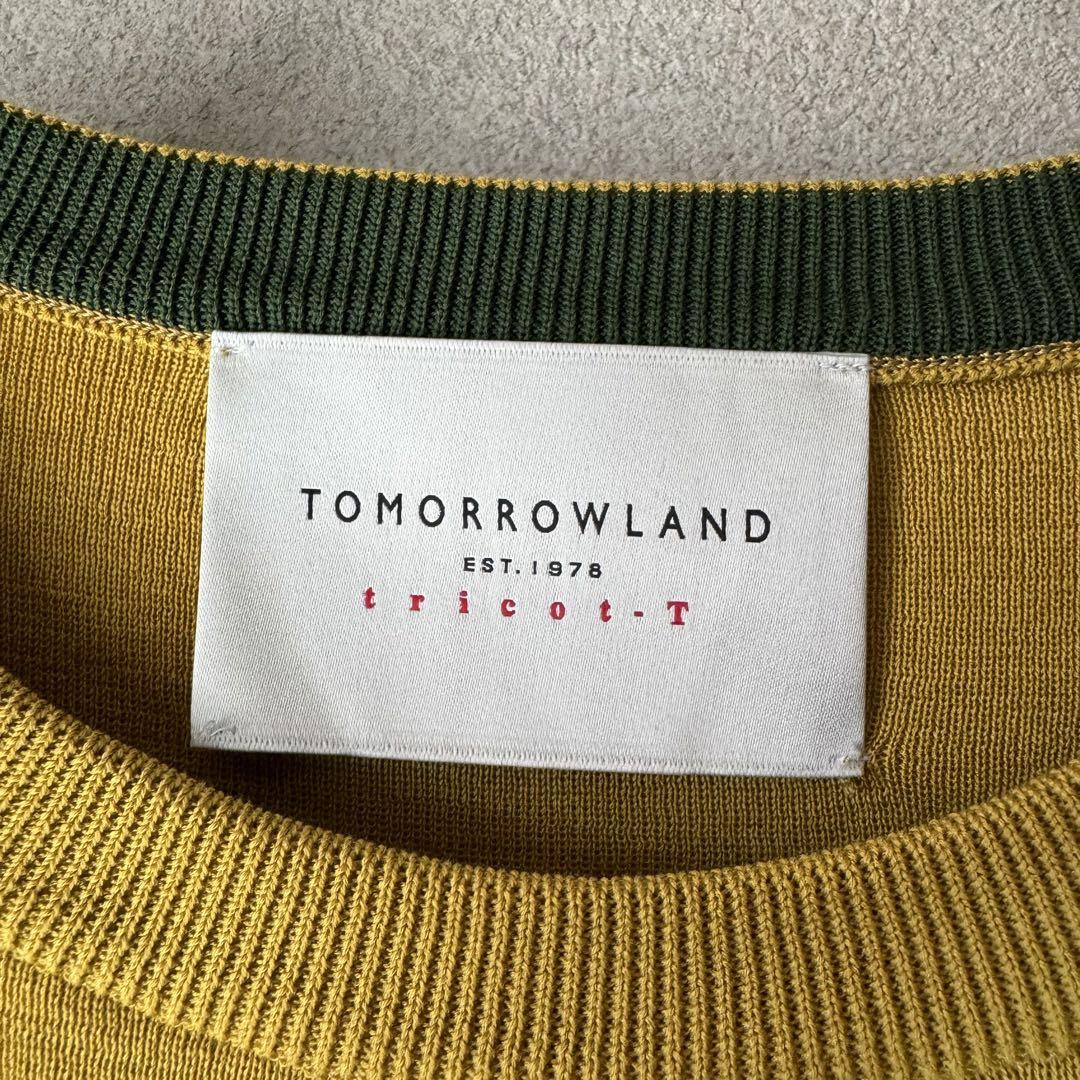 TOMORROWLAND
EST. 1978
tricot-T